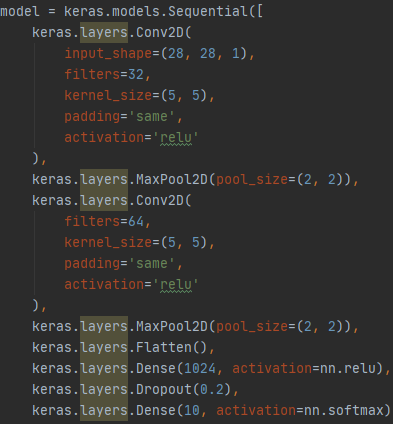 model = keras.models.Sequential([
    keras.layers.Conv2D(
        input_shape=(28, 28, 1),
        filters=32,
        kernel_size=(5, 5),
        padding='same',
        activation='relu'
    ),
    keras.layers.MaxPool2D(pool_size=(2, 2)),
    keras.layers.Conv2D(
        filters=64,
        kernel_size=(5, 5),
        padding='same',
        activation='relu'
    ),
    keras.layers.MaxPool2D(pool_size=(2, 2)),
    keras.layers.Flatten(),
    keras.layers.Dense(1024, activation=nn.relu),
    keras.layers.Dropout(0.2),
    keras.layers.Dense(10, activation=nn.softmax)